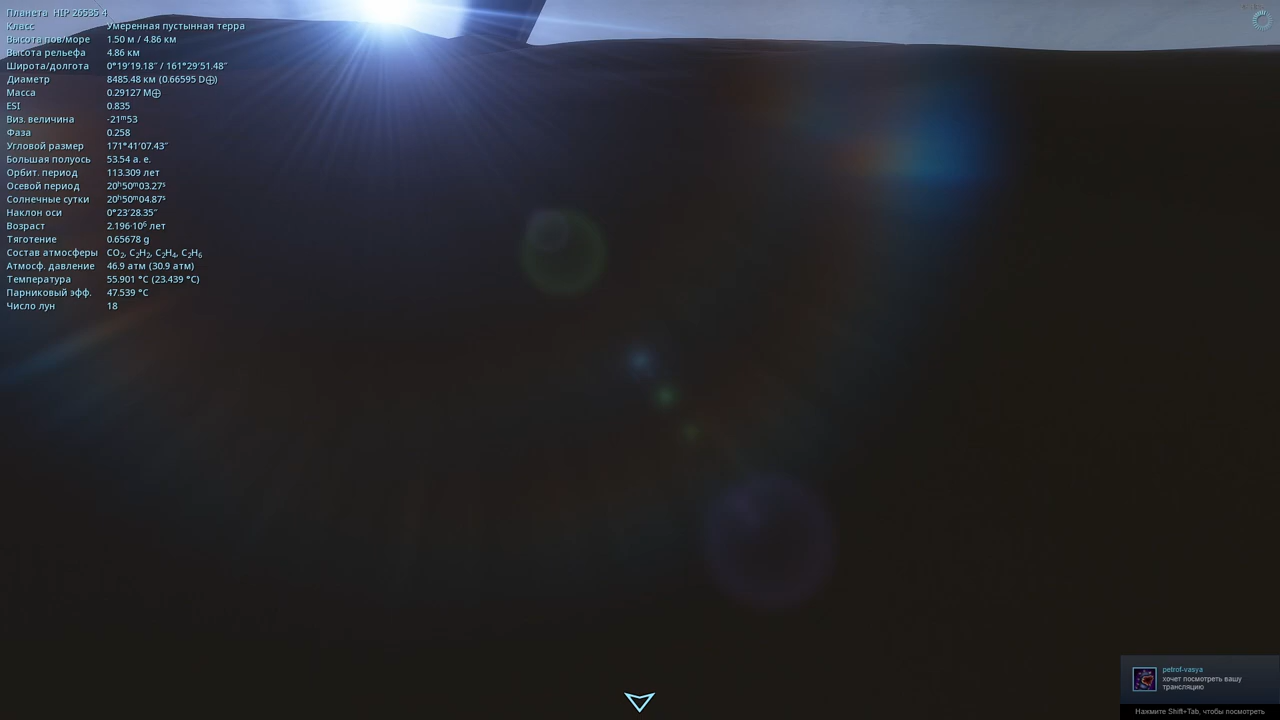 Планета HIP 26535 4
Класс Умеренная пустынная терра
Высота пов/море 1.50 м / 4.86 км
Высота рельефа 4.86 км
Широта/долгота 0°19′19.18″ / 161°29′51.48″
Диаметр 8485.48 км (0.66595 D⊕)
Масса 0.29127 M⊕
ESI 0.835
Виз. величина -21ᵐ53
Фаза 0.258
Угловой размер 171°41′07.43″
Большая полуось 53.54 а. е.
Орбит. период 113.309 лет
Осевой период 20ʰ50ᵐ03.27ˢ
Солнечные сутки 20ʰ50ᵐ04.87ˢ
Наклон оси 0°23′28.35″
Возраст 2.196·10⁶ лет
Тяготение 0.65678 g
Состав атмосферы CO₂, C₂H₂, C₂H₄, C₂H₆
Атмосф. давление 46.9 атм (30.9 атм)
Температура 55.901 °C (23.439 °C)
Парниковый эфф. 47.539 °C
Число лун 18
petrof-vasya
хочет посмотреть вашу
трансляцию
Нажмите Shift+Tab, чтобы посмотреть